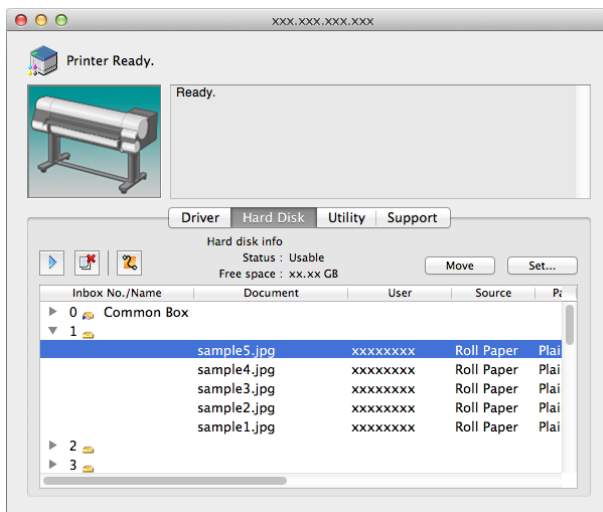 xxx.xxx.xxx.xxx
Printer Ready.
Ready.
Driver Hard Disk Utility Support
Hard disk info
Status : Usable
Free space : xx.xx GB
Move Set...
Inbox No./Name Document User Source Pa
0 Common Box
1
sample5.jpg xxxxxxxx Roll Paper Plai
sample4.jpg xxxxxxxx Roll Paper Plai
sample3.jpg xxxxxxxx Roll Paper Plai
sample2.jpg xxxxxxxx Roll Paper Plai
sample1.jpg xxxxxxxx Roll Paper Plai
2
3